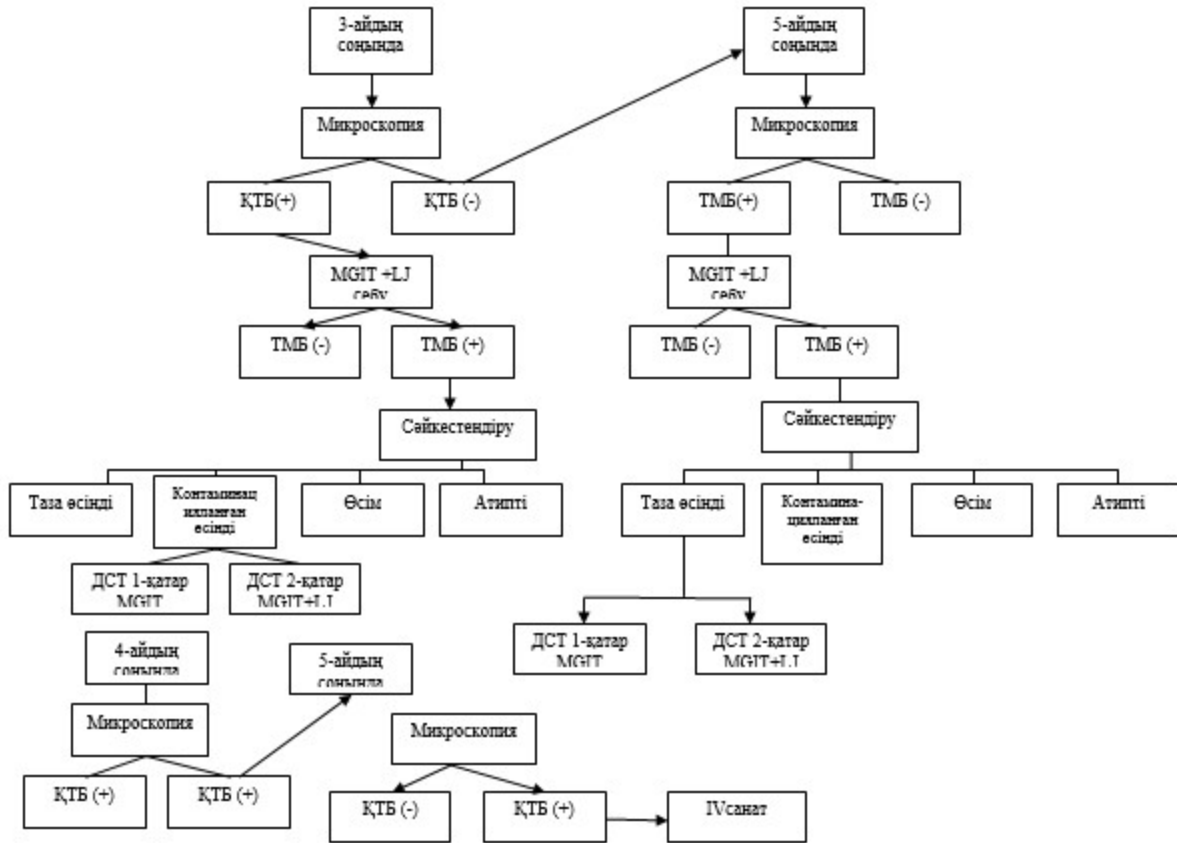 3-айдың
соңында
5-айдың
соңында
Микроскопия
Микроскопия
ҚТБ(+)
ҚТБ (-)
ТМБ(+)
ТМБ (-)
MGIT +LJ
себу
MGIT +LJ
себу
ТМБ (-)
ТМБ (+)
ТМБ (-)
ТМБ (+)
Сәйкестендіру
Сәйкестендіру
Таза өсінді
Контаминац
ияланған
өсінді
Өсім
Атипті
Таза өсінді
Контамина-
цияланған
өсінді
Өсім
Атипті
ДСТ 1-қатар
MGIT
ДСТ 2-қатар
MGIT+LJ
ДСТ 1-қатар
MGIT
ДСТ 2-қатар
MGIT+LJ
4-айдың
соңында
5-айдың
соңында
Микроскопия
Микроскопия
ҚТБ (+)
ҚТБ (+)
ҚТБ (-)
ҚТБ (+)
IVсанат